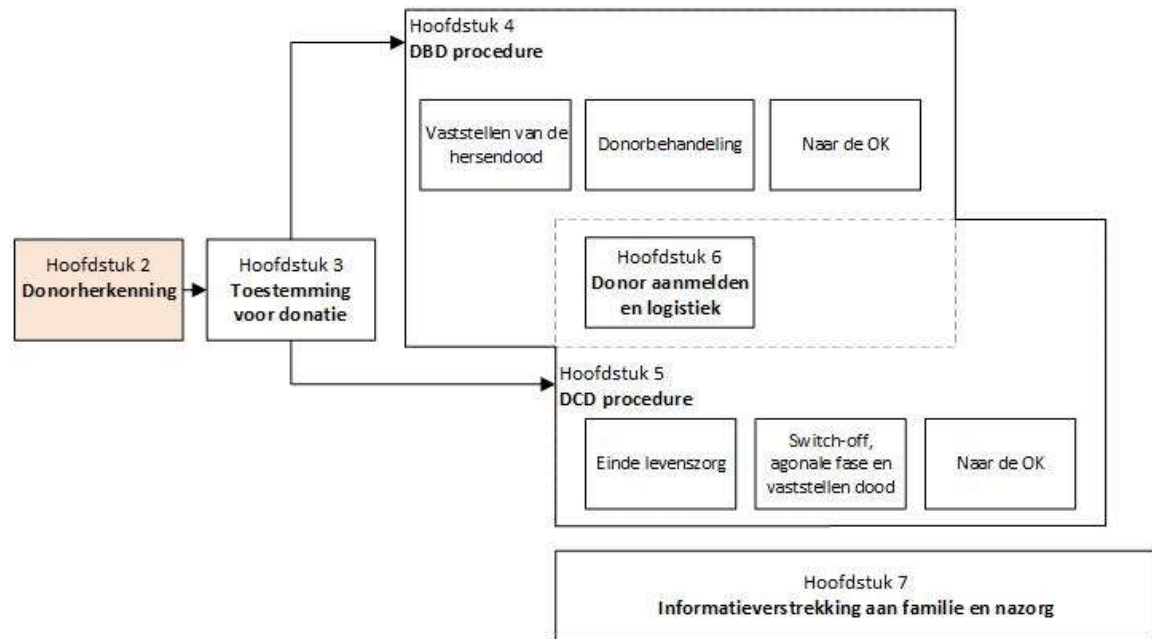 Hoofdstuk 4
DBD procedure
Vaststellen van de
hersendood
Donorbehandeling
Naar de OK
Hoofdstuk 2
Donorherkenning
Hoofdstuk 3
Toestemming
voor donatie
Hoofdstuk 6
Donor aanmelden
en logistiek
Hoofdstuk 5
DCD procedure
Einde levenszorg
Switch-off,
agonale fase en
vaststellen dood
Naar de OK
Hoofdstuk 7
Informatieverstrekking aan familie en nazorg